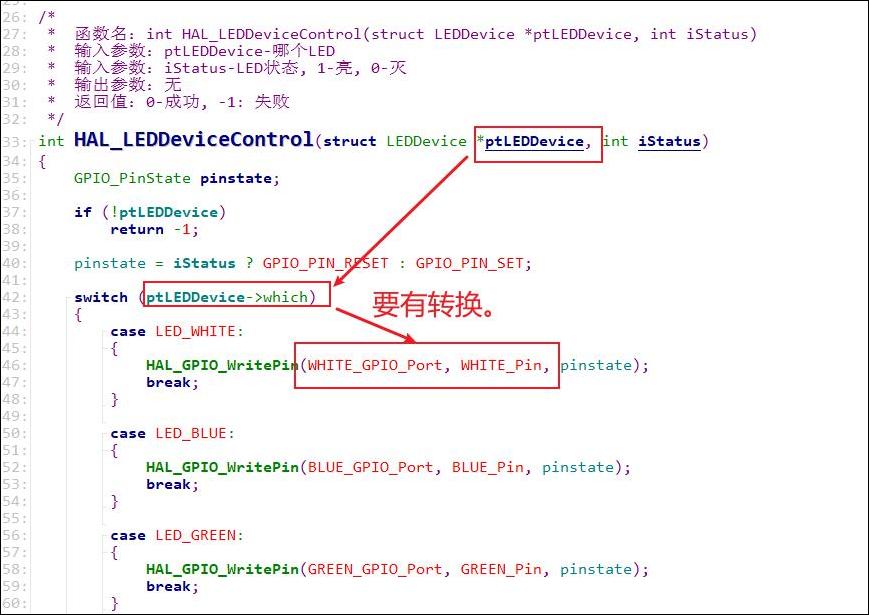 26: /*
27:  *  函数名：int HAL_LEDDeviceControl(struct LEDDevice *ptLEDDevice, int iStatus)
28:  *  输入参数：ptLEDDevice-哪个LED
29:  *  输入参数：iStatus-LED状态, 1-亮, 0-灭
30:  *  输出参数：无
31:  *  返回值：0-成功, -1: 失败
32:  */
33: int HAL_LEDDeviceControl(struct LEDDevice *ptLEDDevice, int iStatus)
34: {
35:     GPIO_PinState pinstate;
36:
37:     if (!ptLEDDevice)
38:         return -1;
39:
40:     pinstate = iStatus ? GPIO_PIN_RESET : GPIO_PIN_SET;
41:
42:     switch (ptLEDDevice->which)
要有转换。
43:     {
44:         case LED_WHITE:
45:         {
46:             HAL_GPIO_WritePin(WHITE_GPIO_Port, WHITE_Pin, pinstate);
47:             break;
48:         }
49:
50:         case LED_BLUE:
51:         {
52:             HAL_GPIO_WritePin(BLUE_GPIO_Port, BLUE_Pin, pinstate);
53:             break;
54:         }
55:
56:         case LED_GREEN:
57:         {
58:             HAL_GPIO_WritePin(GREEN_GPIO_Port, GREEN_Pin, pinstate);
59:             break;
60:         }